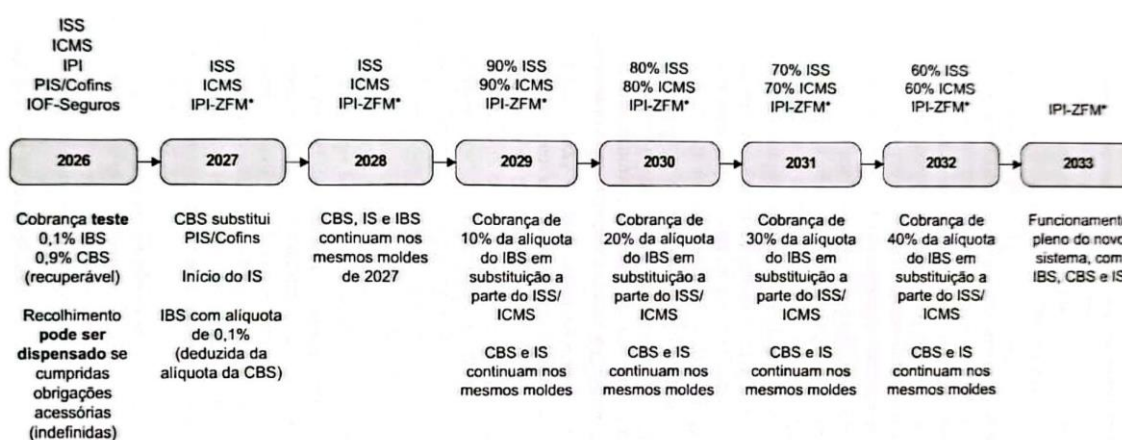 ISS
ICMS
IPI
PIS/Cofins
IOF-Seguros
ISS
ICMS
IPI-ZFM*
ISS
ICMS
IPI-ZFM*
90% ISS
90% ICMS
IPI-ZFM*
80% ISS
80% ICMS
IPI-ZFM*
70% ISS
70% ICMS
IPI-ZFM*
60% ISS
60% ICMS
IPI-ZFM*
IPI-ZFM*
2026
2027
2028
2029
2030
2031
2032
2033
Cobrança teste
0,1% IBS
0,9% CBS
(recuperável)
Recolhimento
pode ser
dispensado se
cumpridas
obrigações
acessórias
(indefinidas)
CBS substitui
PIS/Cofins
Início do IS
IBS com alíquota
de 0,1%
(deduzida da
alíquota da CBS)
CBS, IS e IBS
continuam nos
mesmos moldes
de 2027
Cobrança de
10% da alíquota
do IBS em
substituição a
parte do ISS/
ICMS
CBS e IS
continuam nos
mesmos moldes
Cobrança de
20% da alíquota
do IBS em
substituição a
parte do ISS/
ICMS
CBS e IS
continuam nos
mesmos moldes
Cobrança de
30% da alíquota
do IBS em
substituição a
parte do ISS/
ICMS
CBS e IS
continuam nos
mesmos moldes
Cobrança de
40% da alíquota
do IBS em
substituição a
parte do ISS/
ICMS
CBS e IS
continuam nos
mesmos moldes
Funcionament
pleno do novo
sistema, com
IBS, CBS e IS